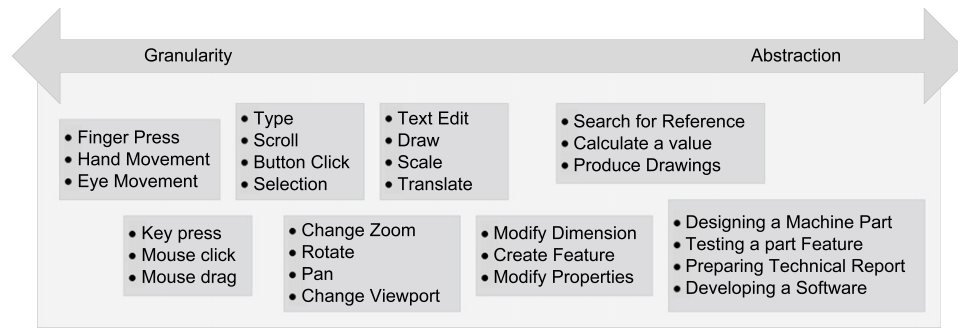 Granularity
Abstraction
• Finger Press
• Hand Movement
• Eye Movement
• Type
• Scroll
• Button Click
• Selection
• Text Edit
• Draw
• Scale
• Translate
• Search for Reference
• Calculate a value
• Produce Drawings
• Key press
• Mouse click
• Mouse drag
• Change Zoom
• Rotate
• Pan
• Change Viewport
• Modify Dimension
• Create Feature
• Modify Properties
• Designing a Machine Part
• Testing a part Feature
• Preparing Technical Report
• Developing a Software